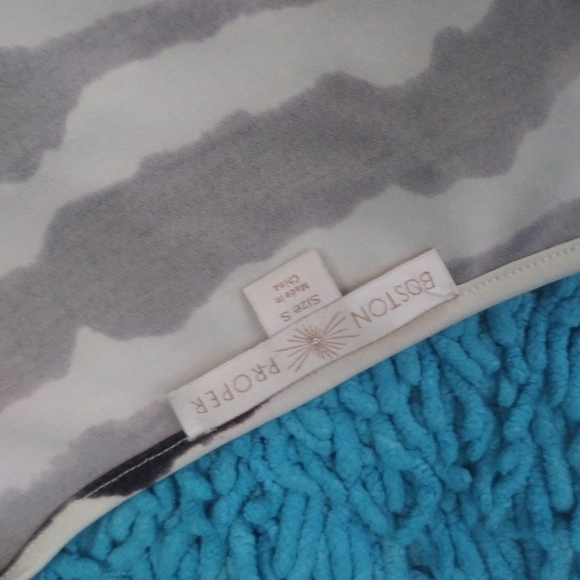 BOSTON PROPER
Size S
Made in
China